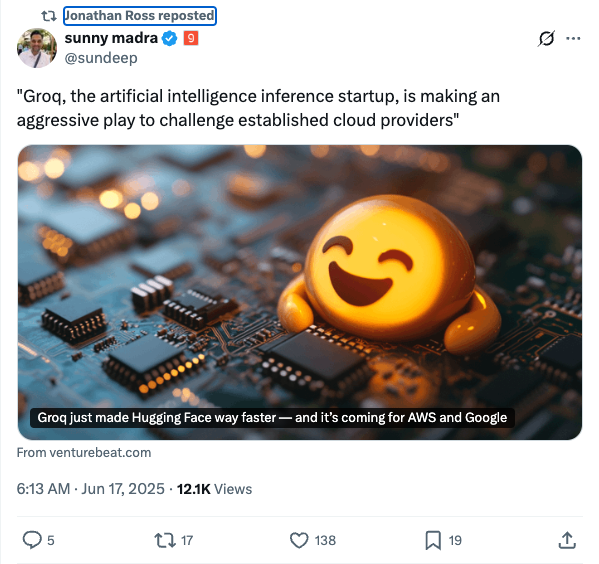 Jonathan Ross reposted
sunny madra
@sundeep
"Groq, the artificial intelligence inference startup, is making an
aggressive play to challenge established cloud providers"
Groq just made Hugging Face way faster — and it's coming for AWS and Google
From venturebeat.com
6:13 AM · Jun 17, 2025 · 12.1K Views
5 17 138 19